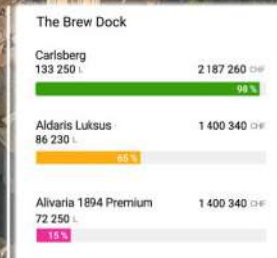 The Brew Dock
Carlsberg
133 250 L 2 187 260 CHF
98 %
Aldaris Luksus
86 230 L 1 400 340 CHF
65 %
Alivaria 1894 Premium
72 250 L 1 400 340 CHF
15 %